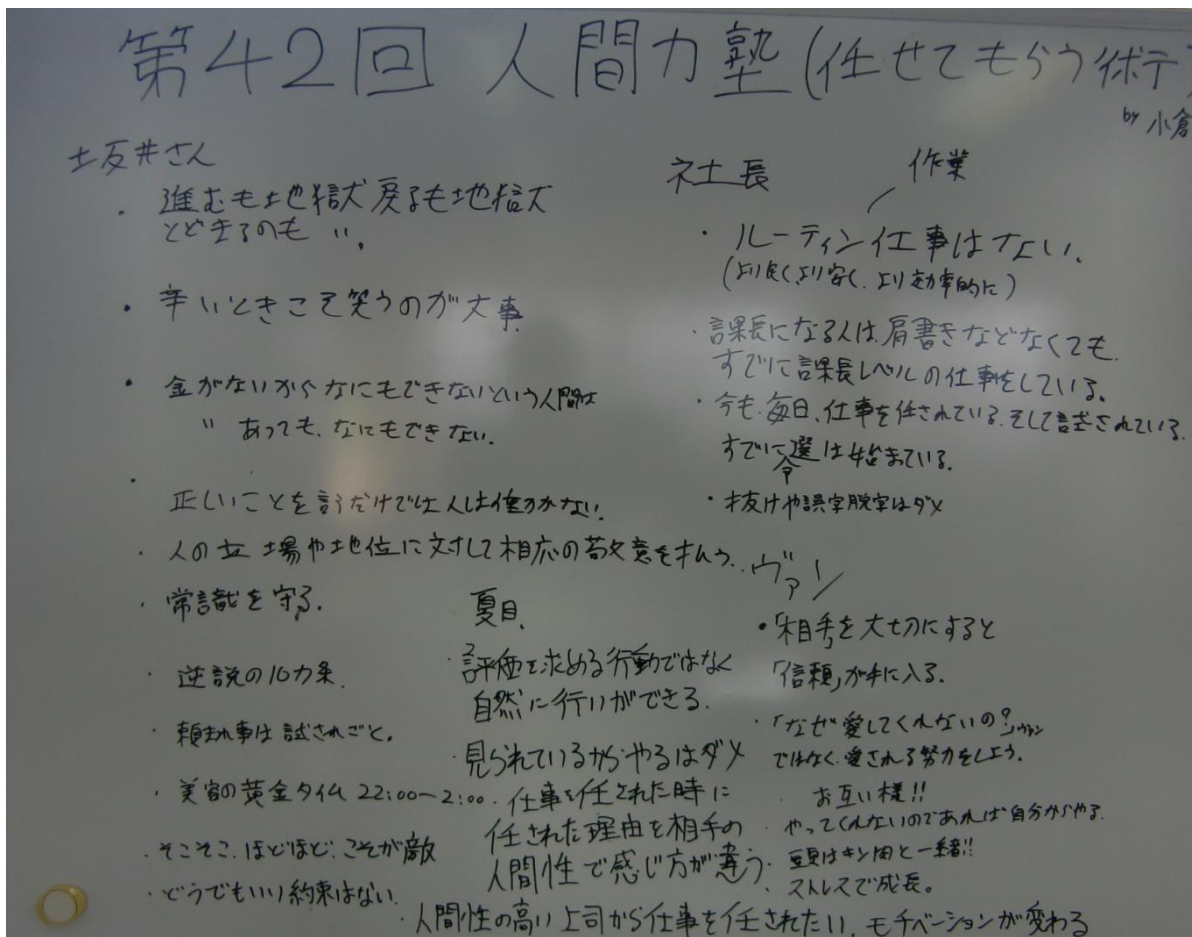 第42回 人間力塾(任せてもらう術テ)
by 小倉
土坂井さん
・進むも地獄 戻るも地獄
とどまるのも 〃。
・辛いときこそ笑うのが大事
・金がないからなにもできないという人間は
〃 あっても、なにもできない。
・正しいことを言うだけでは人は働かない。
・人の立場や地位に対して相応の敬意を払う。
・常識を守る。
・逆説の10カ条
・頼まれ事は試されごと。
・美容の黄金タイム 22:00~2:00
・そこそこ、ほどほど、こそが敵
・どうでもいい約束はない。
夏目
・評価を求める行動ではなく
自然に行いができる。
・見られているからやるはダメ
・仕事を任された時に
任された理由を相手の
人間性で感じ方が違う
・人間性の高い上司から仕事を任されたい、モチベーションが変わる
社長
作業
・ルーティン仕事はない。
(より良く、より安く、より効率的に)
・課長になる人は、肩書きなどなくても、
すでに課長レベルの仕事をしている。
・今も、毎日、仕事を任されている。そして試されている。
すでに選は始まっている。
今
・抜けや誤字脱字はダメ
ヴァン
・「相手」を大切にすると
「信頼」が手に入る。
・「なぜ愛してくれないの?」ヴァン
ではなく、愛される努力をしよう。
お互い様!!
・やってくれないのであれば自分からやる。
・豆頭はキン肉と一緒!!
ストレスで成長。